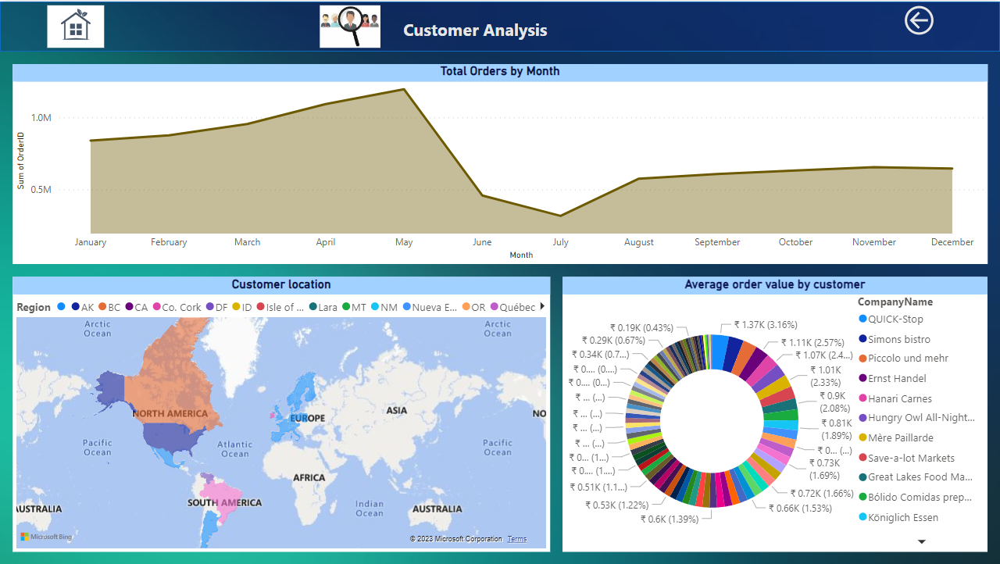 Customer Analysis
Total Orders by Month
Sum of OrderID
1.0M
0.5M
January February March April May June July August September October November December
Month
Customer location
Region AK BC CA Co. Cork DF ID Isle of ... Lara MT NM Nueva E... OR Québec
Arctic
Ocean
Arctic
Ocean
NORTH AMERICA
EUROPE
ASIA
NO
Pacific
Ocean
Atlantic
Ocean
Pacific
Ocean
AFRICA
SOUTH AMERICA
Indian
Ocean
AUSTRALIA
AUSTRALIA
Microsoft Bing
© 2023 Microsoft Corporation Terms
Average order value by customer
₹ 1.37K (3.16%)
₹ 1.11K (2.57%)
₹ 1.07K (2.4...)
₹ 1.01K
(2.33%)
₹ 0.9K
(2.08%)
₹ 0.81K
(1.89%)
₹ 0... (...)
₹ 0.73K
(1.69%)
₹ 0.72K (1.66%)
₹ 0.66K (1.53%)
₹ 0.6K (1.39%)
₹ 0.53K (1.22%)
₹ 0.51K (1.1...)
₹ 0.... (1....)
₹ 0... (1...)
₹ ... (...)
₹ ... (...)
₹ ... (...)
₹ ... (...)
₹ 0.... (0...)
₹ 0... (0...)
₹ 0.34K (0.7...)
₹ 0.29K (0.67%)
₹ 0.19K (0.43%)
CompanyName
QUICK-Stop
Simons bistro
Piccolo und mehr
Ernst Handel
Hanari Carnes
Hungry Owl All-Night...
Mère Paillarde
Save-a-lot Markets
Great Lakes Food Ma...
Bólido Comidas prep...
Königlich Essen